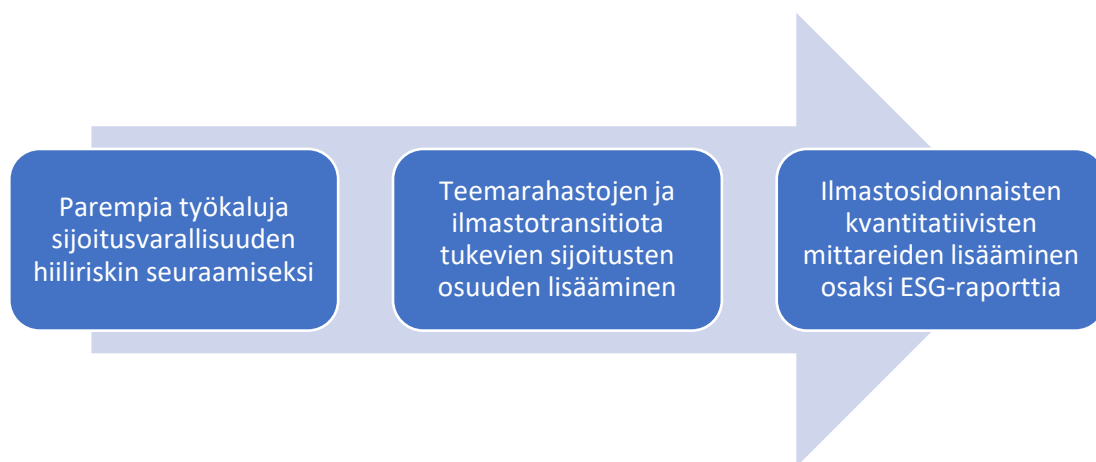 Parempia työkaluja
sijoitusvarallisuuden
hiiliriskin seuraamiseksi
Teemarahastojen ja
ilmastotransitiota
tukevien sijoitusten
osuuden lisääminen
Ilmastosidonnaisten
kvantitatiivisten
mittareiden lisääminen
osaksi ESG-raporttia